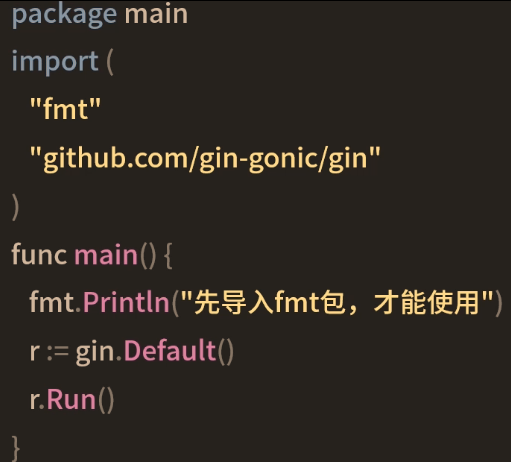 package main
import (
"fmt"
"github.com/gin-gonic/gin"
)
func main() {
fmt.Println("先导入fmt包，才能使用")
r := gin.Default()
r.Run()
}